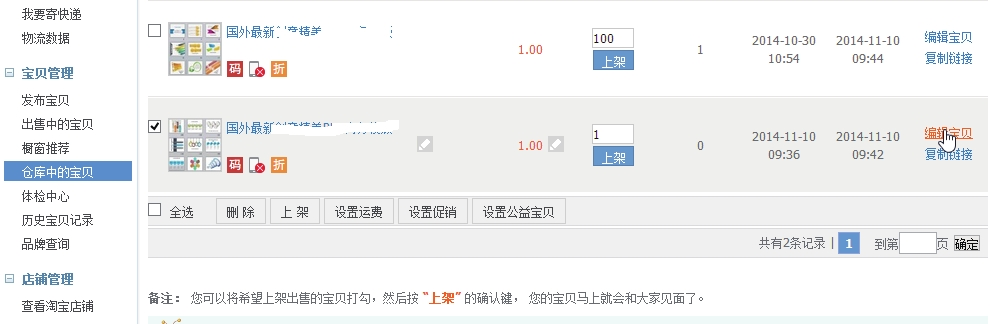 我要寄快递
物流数据
宝贝管理
发布宝贝
出售中的宝贝
橱窗推荐
仓库中的宝贝
体检中心
历史宝贝记录
品牌查询
店铺管理
查看淘宝店铺
国外最新创意精美
码 折
1.00
100
上架
1
2014-10-30
10:54
2014-11-10
09:44
编辑宝贝
复制链接
国外最新创意精美
码 折
1.00
1
上架
0
2014-11-10
09:36
2014-11-10
09:42
编辑宝贝
复制链接
全选 删 除 上 架 设置运费 设置促销 设置公益宝贝
共有2条记录 | 1 到第 页 确定
备注： 您可以将希望上架出售的宝贝打勾，然后按 “上架” 的确认键， 您的宝贝马上就会和大家见面了。